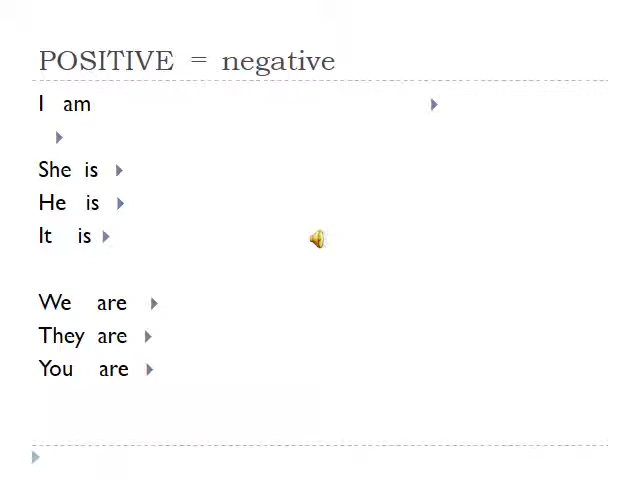 POSITIVE = negative
I am
She is
He is
It is
We are
They are
You are